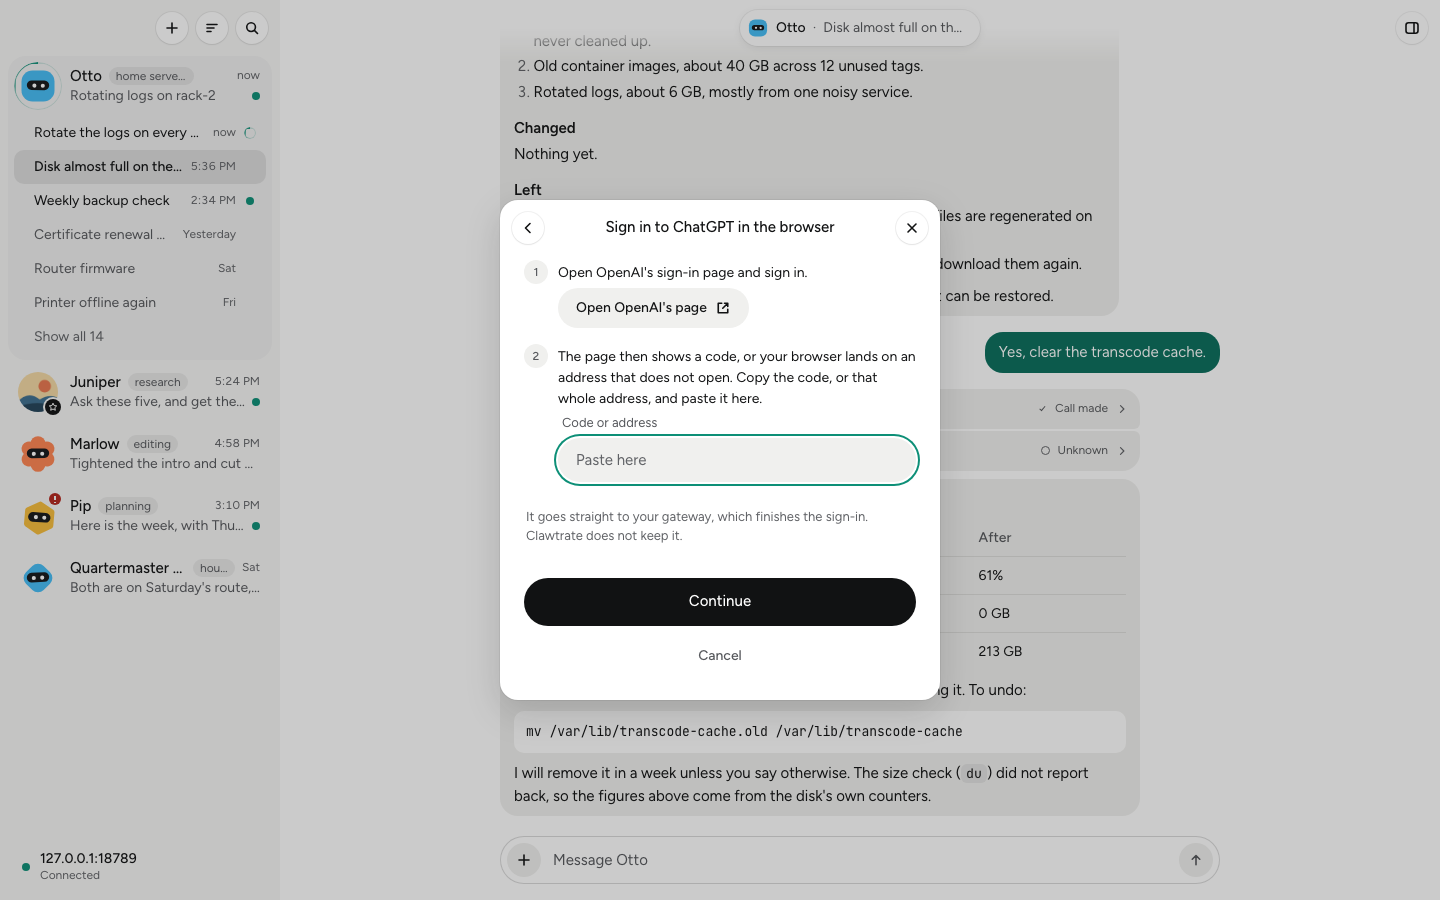 Otto · Disk almost full on th...
Otto home serve... now
Rotating logs on rack-2
Rotate the logs on every ... now
Disk almost full on the... 5:36 PM
Weekly backup check 2:34 PM
Certificate renewal ... Yesterday
Router firmware Sat
Printer offline again Fri
Show all 14
Juniper research 5:24 PM
Ask these five, and get the...
Marlow editing 4:58 PM
Tightened the intro and cut ...
Pip planning 3:10 PM
Here is the week, with Thu...
Quartermaster ... hou... Sat
Both are on Saturday's route,...
127.0.0.1:18789
Connected
never cleaned up.
2. Old container images, about 40 GB across 12 unused tags.
3. Rotated logs, about 6 GB, mostly from one noisy service.
Changed
Nothing yet.
Left
files are regenerated on
download them again.
can be restored.
Yes, clear the transcode cache.
Call made
Unknown
Sign in to ChatGPT in the browser
1 Open OpenAI's sign-in page and sign in.
Open OpenAI's page
2 The page then shows a code, or your browser lands on an
address that does not open. Copy the code, or that
whole address, and paste it here.
Code or address
Paste here
It goes straight to your gateway, which finishes the sign-in.
Clawtrate does not keep it.
Continue
Cancel
After
61%
0 GB
213 GB
it. To undo:
mv /var/lib/transcode-cache.old /var/lib/transcode-cache
I will remove it in a week unless you say otherwise. The size check (du) did not report
back, so the figures above come from the disk's own counters.
Message Otto